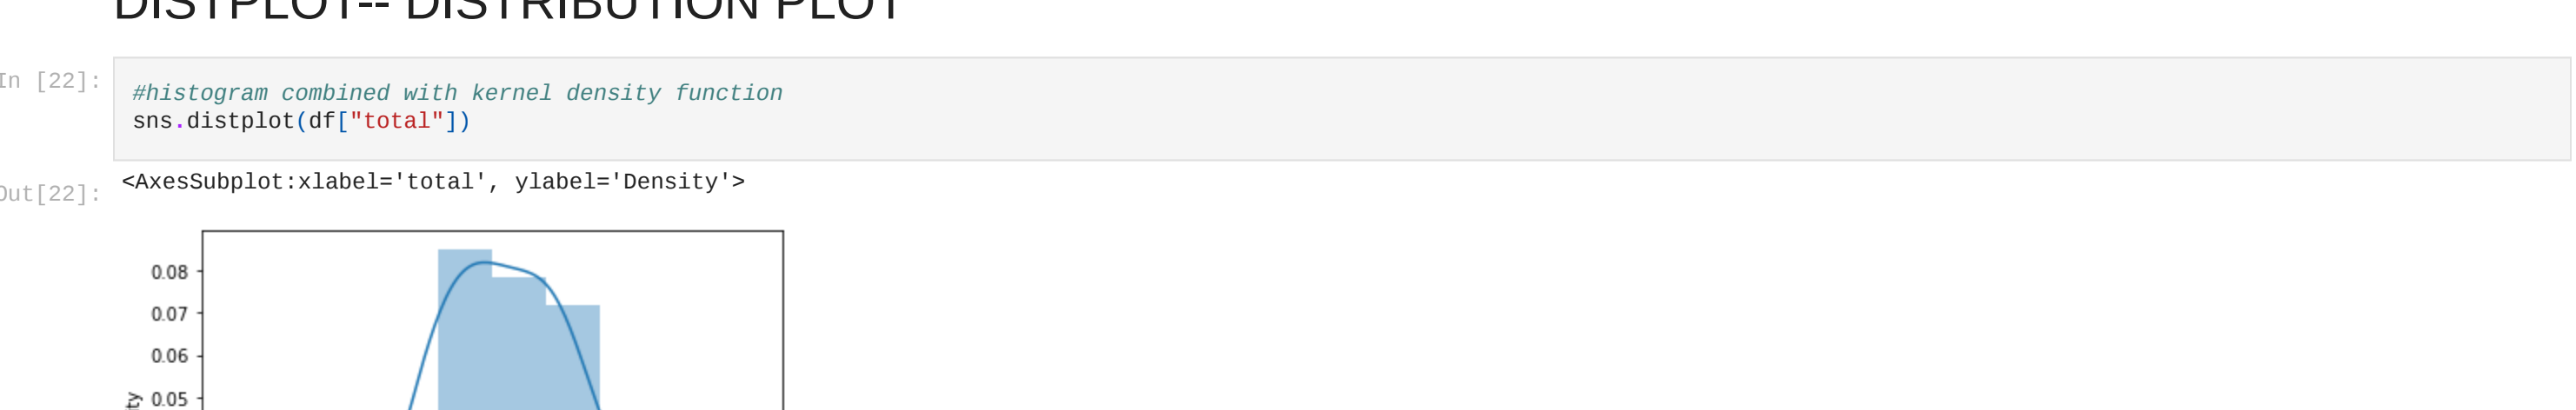 DISTPLOT-- DISTRIBUTION PLOT
In [22]:
#histogram combined with kernel density function
sns.distplot(df["total"])
Out[22]:
<AxesSubplot:xlabel='total', ylabel='Density'>
0.08
0.07
0.06
0.05